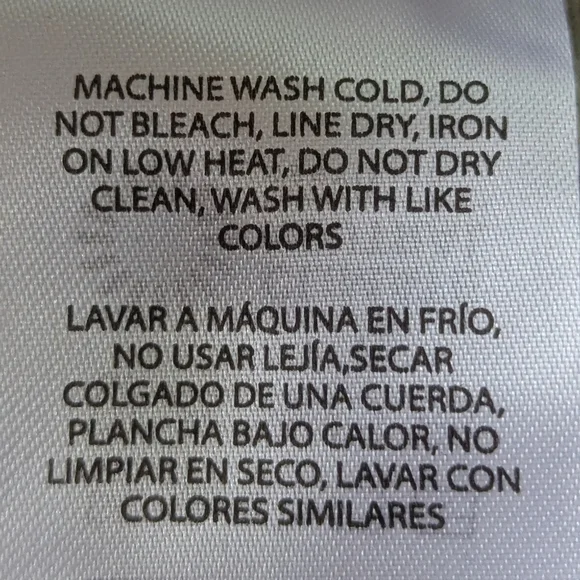 MACHINE WASH COLD, DO
NOT BLEACH, LINE DRY, IRON
ON LOW HEAT, DO NOT DRY
CLEAN, WASH WITH LIKE
COLORS
LAVAR A MÁQUINA EN FRÍO,
NO USAR LEJÍA,SECAR
COLGADO DE UNA CUERDA,
PLANCHA BAJO CALOR, NO
LIMPIAR EN SECO, LAVAR CON
COLORES SIMILARES